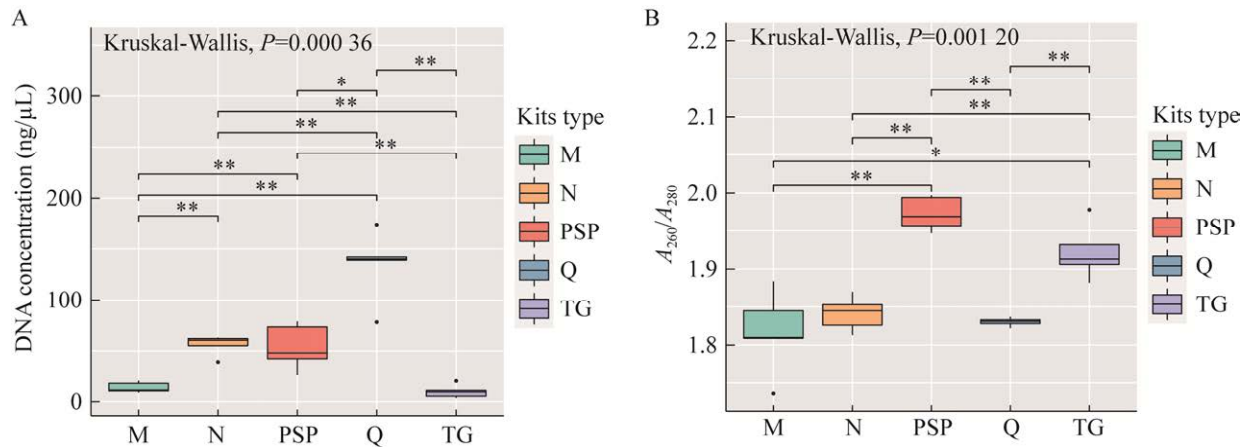 A
Kruskal-Wallis, P=0.000 36
DNA concentration (ng/μL)
300
200
100
0
**
*
**
**
**
**
**
**
M
N
PSP
Q
TG
Kits type
M
N
PSP
Q
TG
B
Kruskal-Wallis, P=0.001 20
A260/A280
2.2
2.1
2.0
1.9
1.8
**
**
**
**
*
**
M
N
PSP
Q
TG
Kits type
M
N
PSP
Q
TG